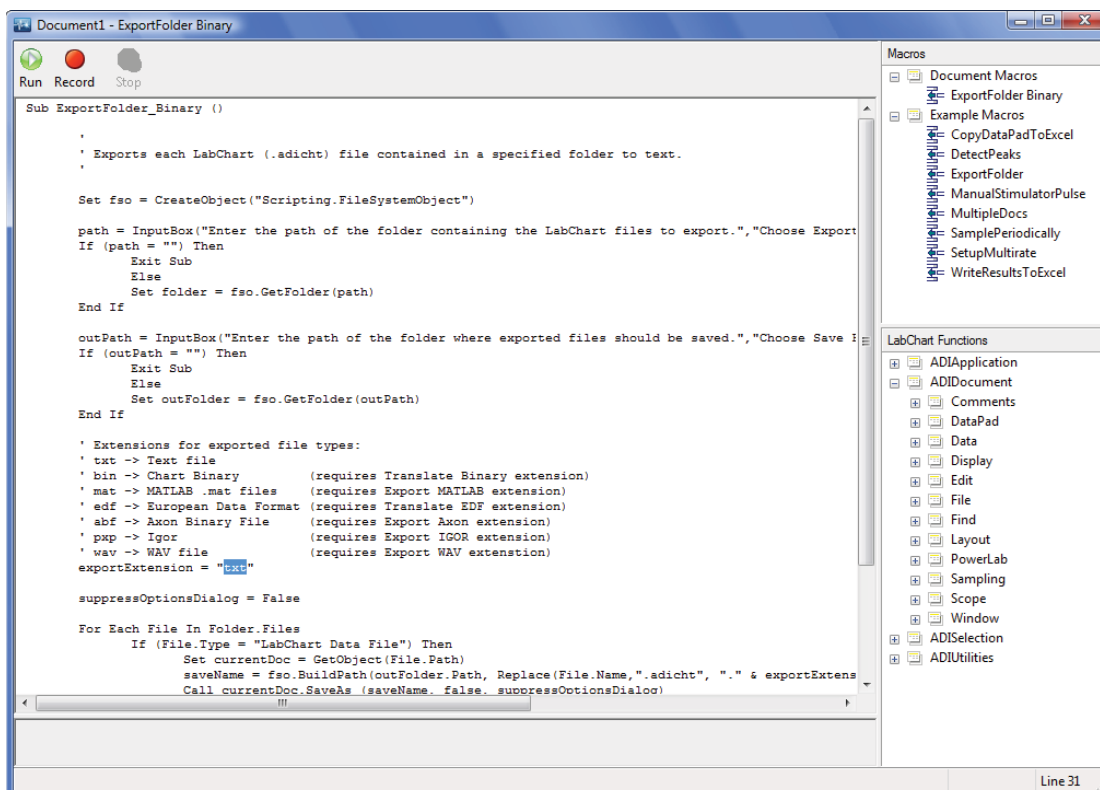 Document1 - ExportFolder Binary
Run Record Stop
Sub ExportFolder_Binary ()
'
' Exports each LabChart (.adicht) file contained in a specified folder to text.
'
Set fso = CreateObject("Scripting.FileSystemObject")
path = InputBox("Enter the path of the folder containing the LabChart files to export.","Choose Export
If (path = "") Then
Exit Sub
Else
Set folder = fso.GetFolder(path)
End If
outPath = InputBox("Enter the path of the folder where exported files should be saved.","Choose Save
If (outPath = "") Then
Exit Sub
Else
Set outFolder = fso.GetFolder(outPath)
End If
' Extensions for exported file types:
' txt -> Text file
' bin -> Chart Binary (requires Translate Binary extension)
' mat -> MATLAB .mat files (requires Export MATLAB extension)
' edf -> European Data Format (requires Translate EDF extension)
' abf -> Axon Binary File (requires Export Axon extension)
' pxp -> Igor (requires Export IGOR extension)
' wav -> WAV file (requires Export WAV extenstion)
exportExtension = "txt"
suppressOptionsDialog = False
For Each File In Folder.Files
If (File.Type = "LabChart Data File") Then
Set currentDoc = GetObject(File.Path)
saveName = fso.BuildPath(outFolder.Path, Replace(File.Name,".adicht", "." & exportExtens
Call currentDoc.SaveAs (saveName, false, suppressOptionsDialog)
Macros
Document Macros
ExportFolder Binary
Example Macros
CopyDataPadToExcel
DetectPeaks
ExportFolder
ManualStimulatorPulse
MultipleDocs
SamplePeriodically
SetupMultirate
WriteResultsToExcel
LabChart Functions
ADIApplication
ADIDocument
Comments
DataPad
Data
Display
Edit
File
Find
Layout
PowerLab
Sampling
Scope
Window
ADISelection
ADIUtilities
Line 31